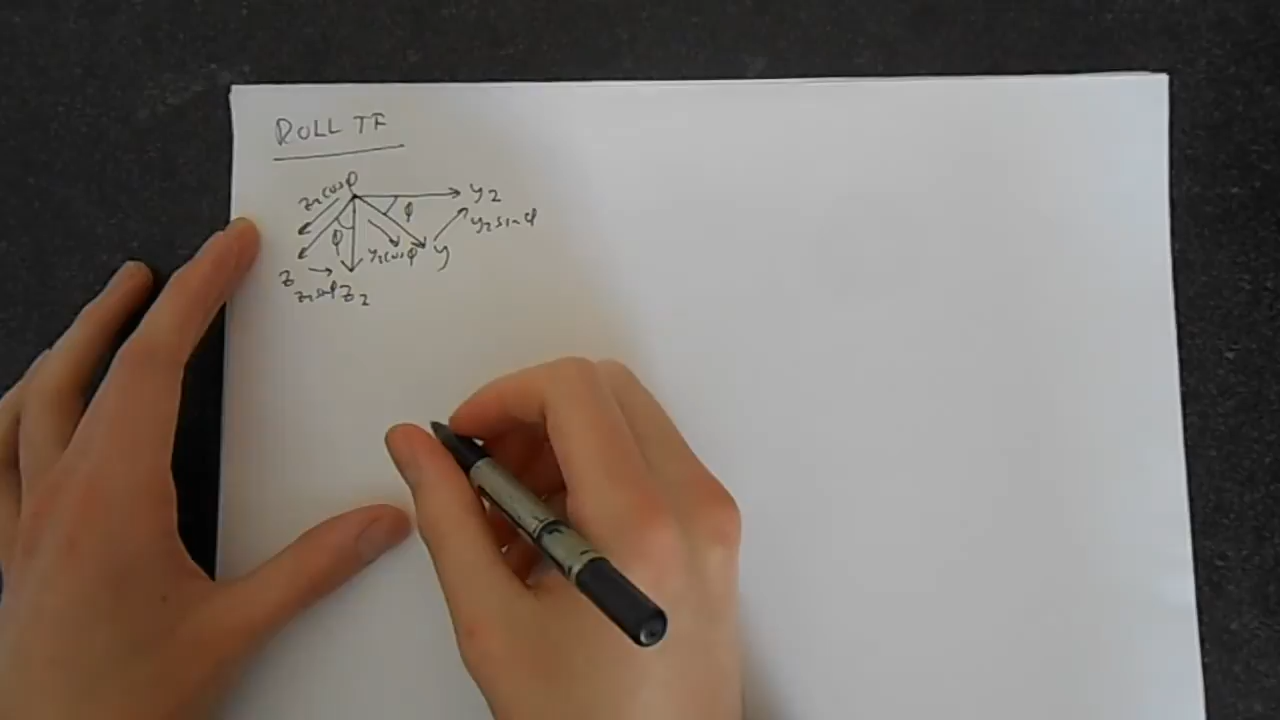 ROLL TF
z₂cosφ
y₂
φ
y₂sinφ
φ
y₂cosφ
y
z
z₂sinφ
z₂